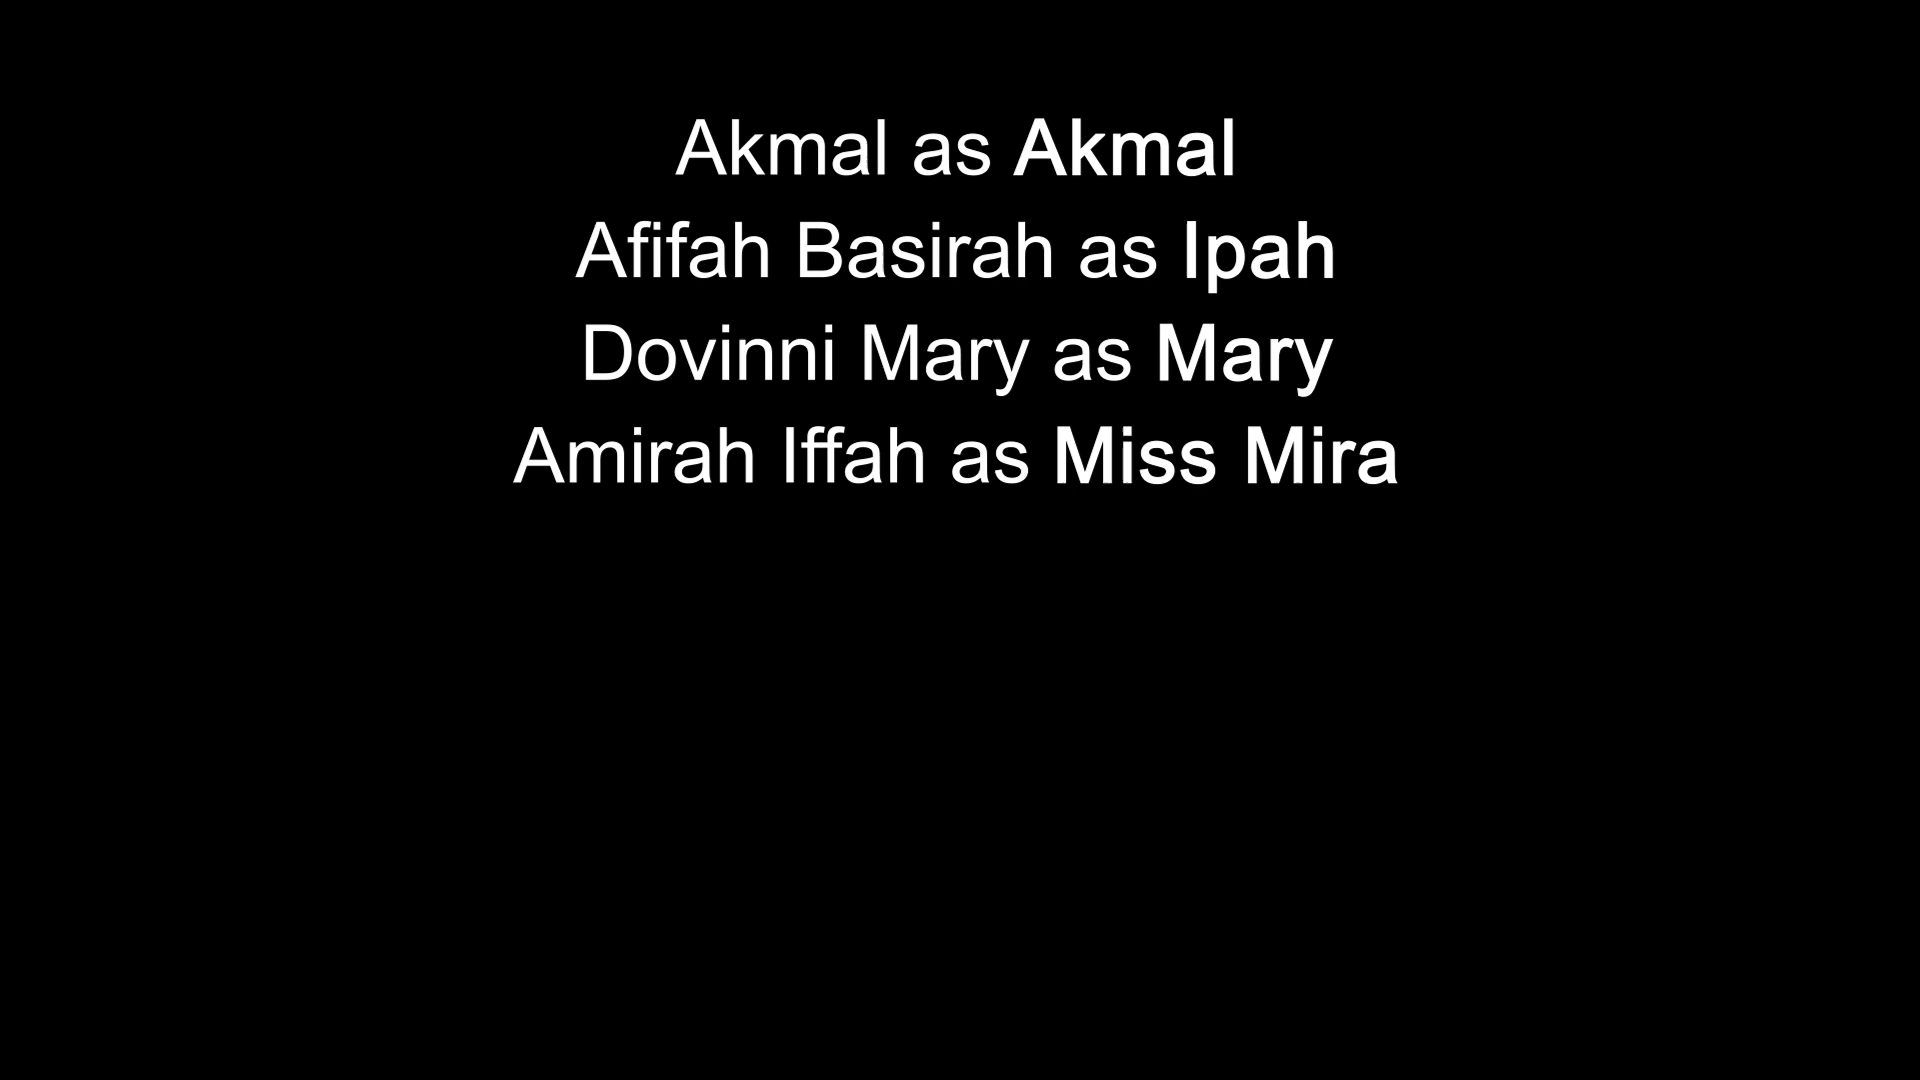 Akmal as Akmal
Afifah Basirah as Ipah
Dovinni Mary as Mary
Amirah Iffah as Miss Mira